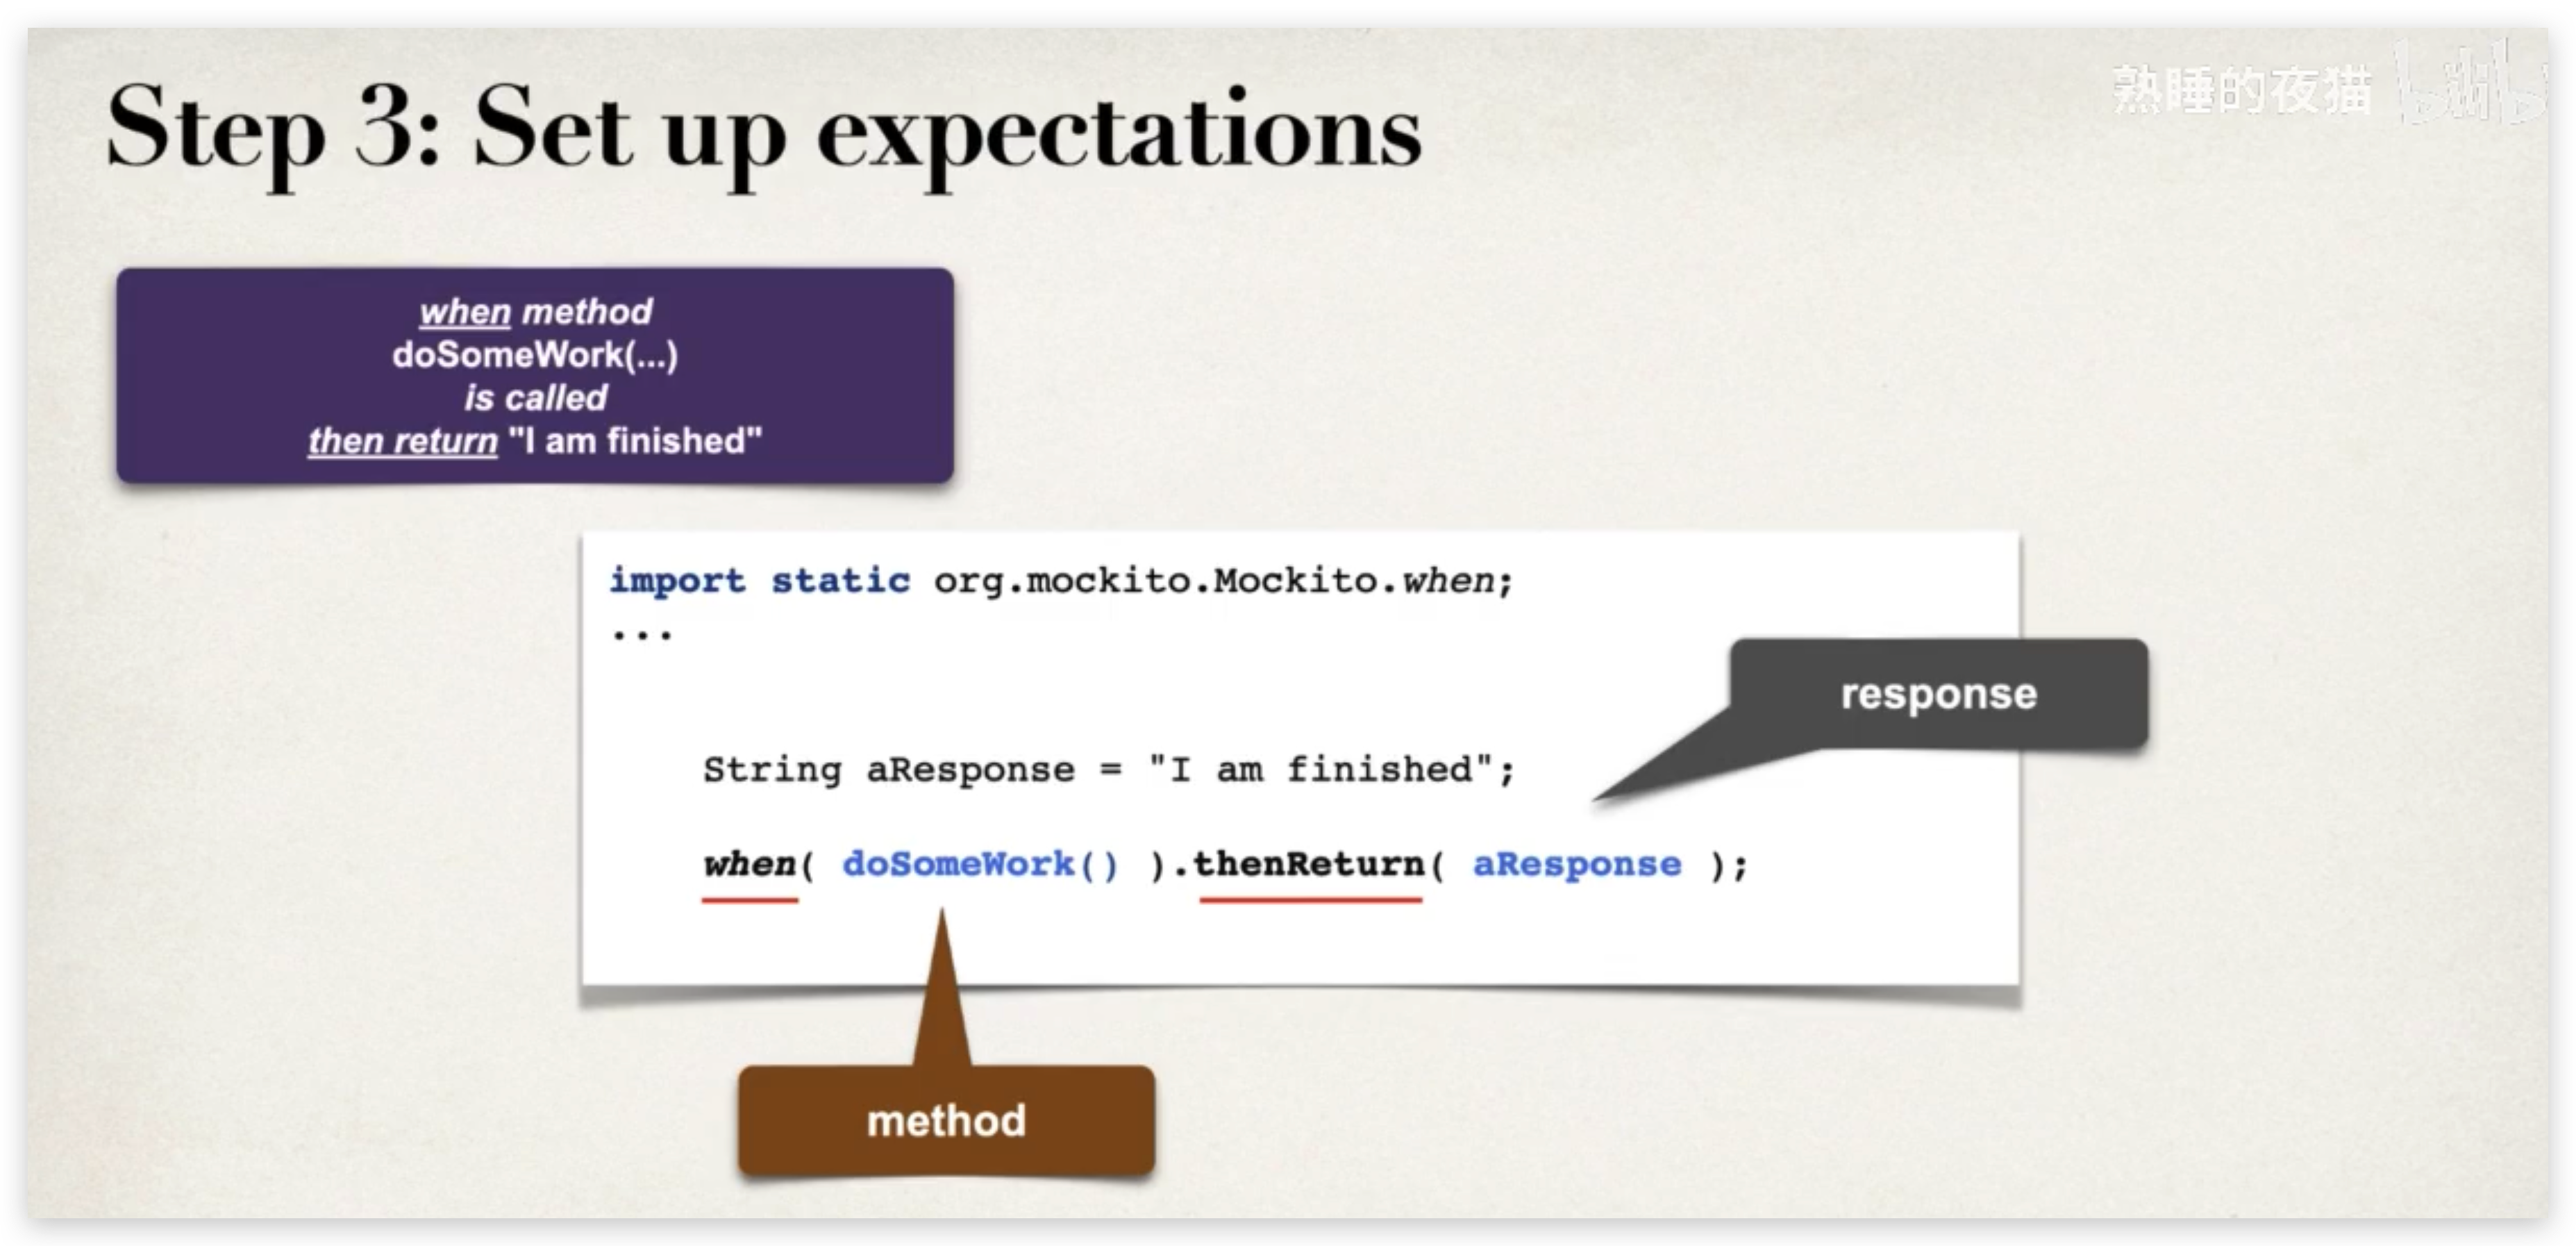 熟睡的夜猫 bilibili
Step 3: Set up expectations
when method
doSomeWork(...)
is called
then return "I am finished"
import static org.mockito.Mockito.when;
...
response
String aResponse = "I am finished";
when( doSomeWork() ).thenReturn( aResponse );
method